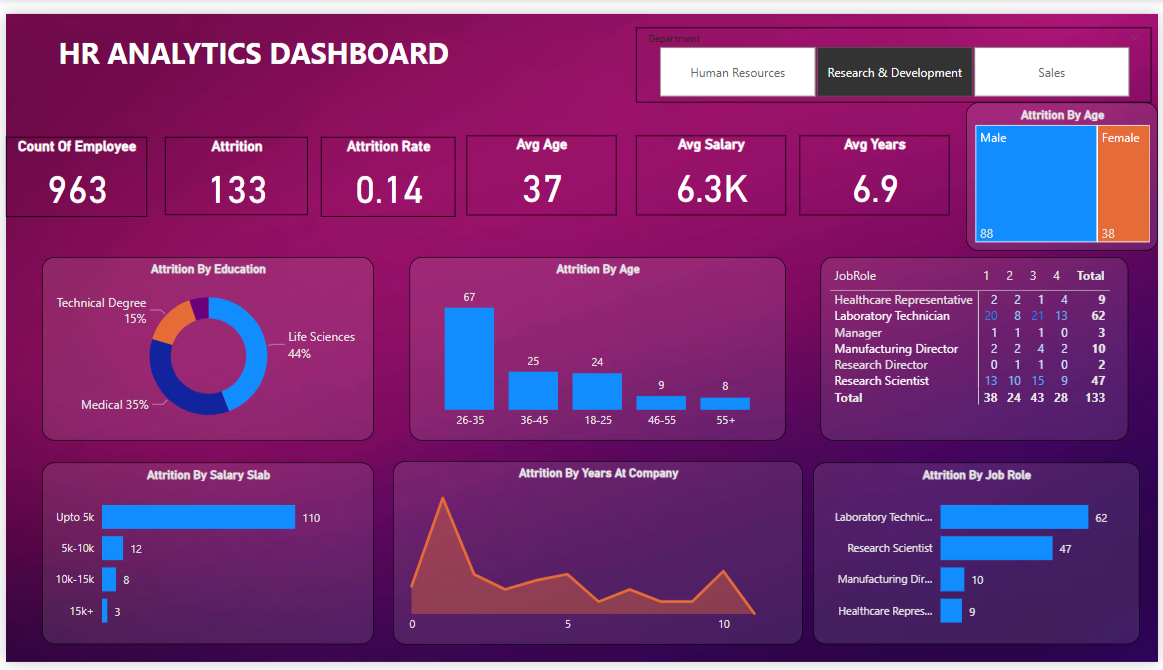 HR ANALYTICS DASHBOARD
Department
Human Resources
Research & Development
Sales
Count Of Employee
963
Attrition
133
Attrition Rate
0.14
Avg Age
37
Avg Salary
6.3K
Avg Years
6.9
Attrition By Age
Male
Female
88
38
Attrition By Education
Technical Degree
15%
Life Sciences
44%
Medical 35%
Attrition By Age
67
25
24
9
8
26-35 36-45 18-25 46-55 55+
JobRole 1 2 3 4 Total
Healthcare Representative 2 2 1 4 9
Laboratory Technician 20 8 21 13 62
Manager 1 1 1 0 3
Manufacturing Director 2 2 4 2 10
Research Director 0 1 1 0 2
Research Scientist 13 10 15 9 47
Total 38 24 43 28 133
Attrition By Salary Slab
Upto 5k 110
5k-10k 12
10k-15k 8
15k+ 3
Attrition By Years At Company
0 5 10
Attrition By Job Role
Laboratory Technic... 62
Research Scientist 47
Manufacturing Dir... 10
Healthcare Repres... 9